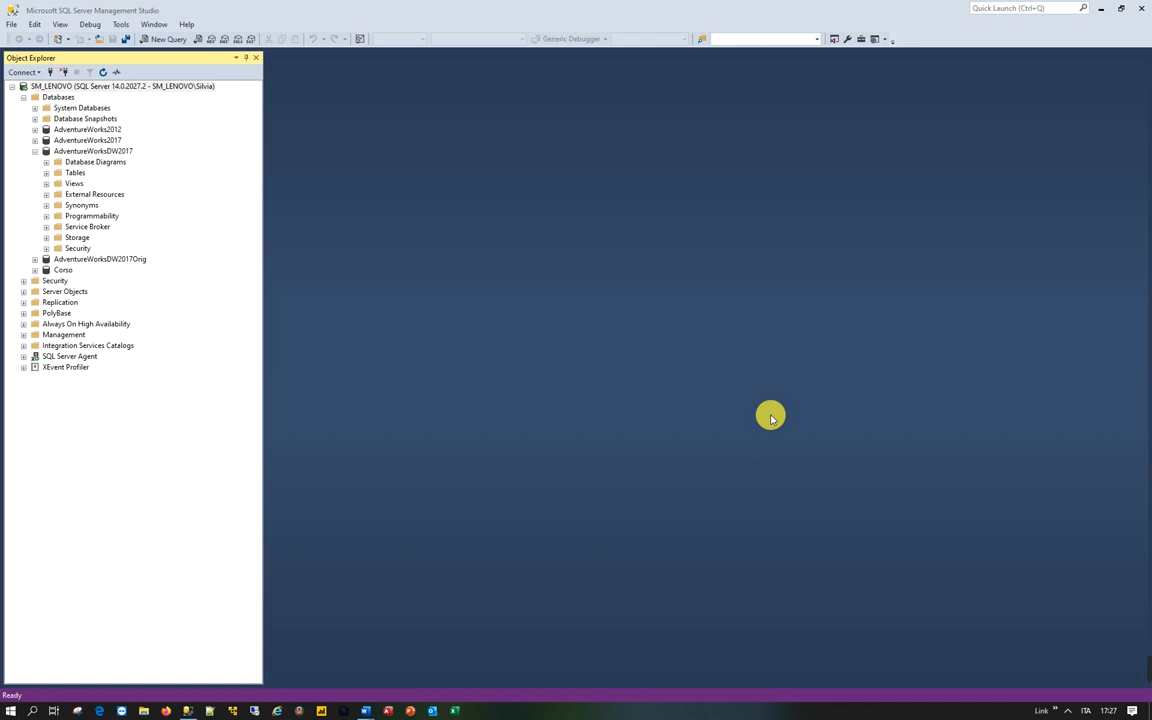 Microsoft SQL Server Management Studio
Quick Launch (Ctrl+Q)
File Edit View Debug Tools Window Help
New Query
Generic Debugger
Object Explorer
Connect
SM_LENOVO (SQL Server 14.0.2027.2 - SM_LENOVO\Silvia)
Databases
System Databases
Database Snapshots
AdventureWorks2012
AdventureWorks2017
AdventureWorksDW2017
Database Diagrams
Tables
Views
External Resources
Synonyms
Programmability
Service Broker
Storage
Security
AdventureWorksDW2017Orig
Corso
Security
Server Objects
Replication
PolyBase
Always On High Availability
Management
Integration Services Catalogs
SQL Server Agent
XEvent Profiler
Ready
Link ITA 17:27